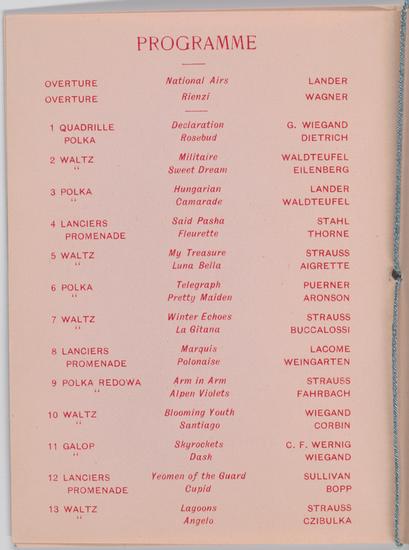 PROGRAMME
OVERTURE National Airs LANDER
OVERTURE Rienzi WAGNER
1 QUADRILLE Declaration G. WIEGAND
POLKA Rosebud DIETRICH
2 WALTZ Militaire WALDTEUFEL
" Sweet Dream EILENBERG
3 POLKA Hungarian LANDER
" Camarade WALDTEUFEL
4 LANCIERS Said Pasha STAHL
PROMENADE Fleurette THORNE
5 WALTZ My Treasure STRAUSS
" Luna Bella AIGRETTE
6 POLKA Telegraph PUERNER
" Pretty Maiden ARONSON
7 WALTZ Winter Echoes STRAUSS
" La Gitana BUCCALOSSI
8 LANCIERS Marquis LACOME
PROMENADE Polonaise WEINGARTEN
9 POLKA REDOWA Arm in Arm STRAUSS
" Alpen Violets FAHRBACH
10 WALTZ Blooming Youth WIEGAND
" Santiago CORBIN
11 GALOP Skyrockets C. F. WERNIG
" Dash WIEGAND
12 LANCIERS Yeomen of the Guard SULLIVAN
PROMENADE Cupid BOPP
13 WALTZ Lagoons STRAUSS
" Angelo CZIBULKA